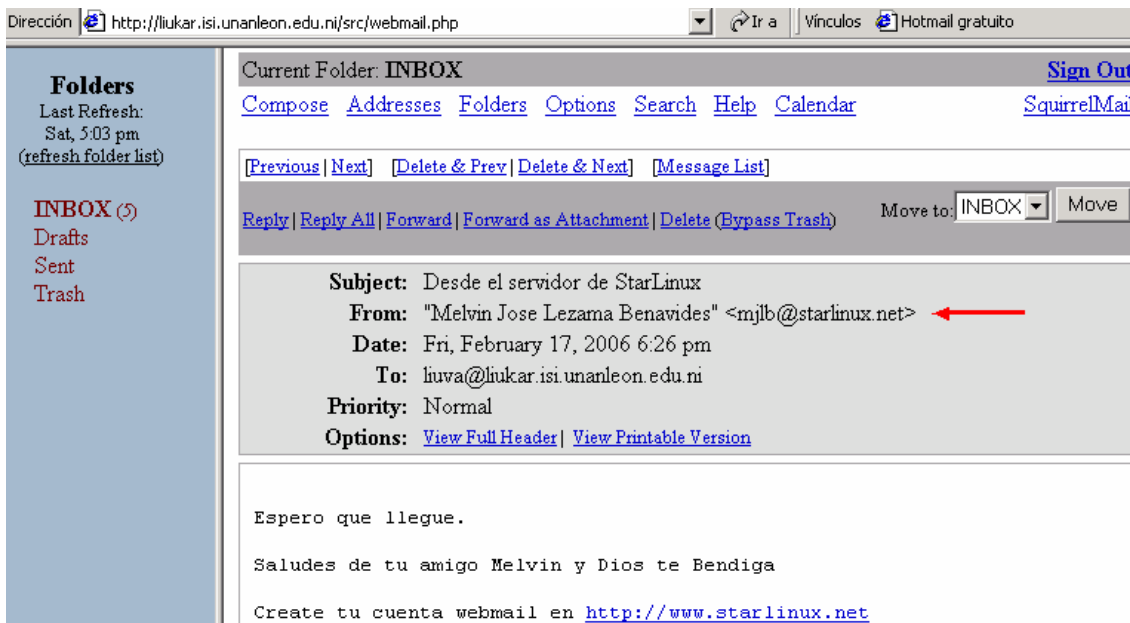 Dirección http://liukar.isi.unanleon.edu.ni/src/webmail.php Ir a Vínculos Hotmail gratuito
Folders
Last Refresh:
Sat, 5:03 pm
(refresh folder list)
INBOX (5)
Drafts
Sent
Trash
Current Folder: INBOX Sign Out
Compose Addresses Folders Options Search Help Calendar SquirrelMail
[Previous | Next] [Delete & Prev | Delete & Next] [Message List]
Reply | Reply All | Forward | Forward as Attachment | Delete (Bypass Trash) Move to: INBOX Move
Subject: Desde el servidor de StarLinux
From: "Melvin Jose Lezama Benavides" <mjlb@starlinux.net>
Date: Fri, February 17, 2006 6:26 pm
To: liuva@liukar.isi.unanleon.edu.ni
Priority: Normal
Options: View Full Header | View Printable Version
Espero que llegue.
Saludes de tu amigo Melvin y Dios te Bendiga
Create tu cuenta webmail en http://www.starlinux.net